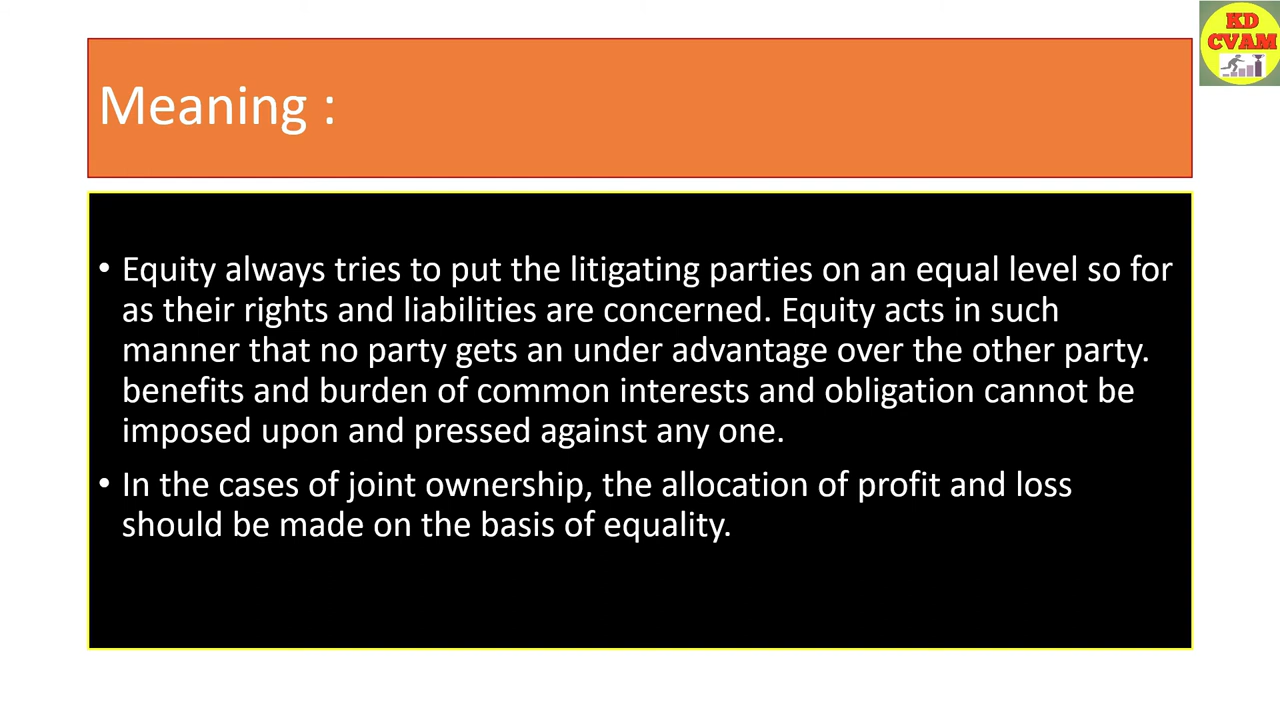 KD
CVAM
Meaning :
• Equity always tries to put the litigating parties on an equal level so for
as their rights and liabilities are concerned. Equity acts in such
manner that no party gets an under advantage over the other party.
benefits and burden of common interests and obligation cannot be
imposed upon and pressed against any one.
• In the cases of joint ownership, the allocation of profit and loss
should be made on the basis of equality.